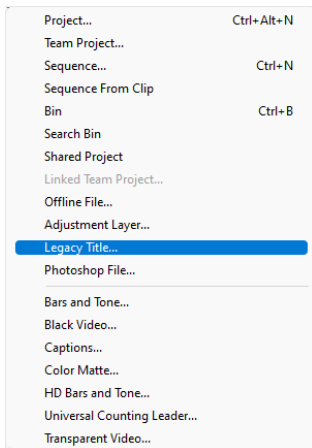 Project... Ctrl+Alt+N
Team Project...
Sequence... Ctrl+N
Sequence From Clip
Bin Ctrl+B
Search Bin
Shared Project
Linked Team Project...
Offline File...
Adjustment Layer...
Legacy Title...
Photoshop File...
Bars and Tone...
Black Video...
Captions...
Color Matte...
HD Bars and Tone...
Universal Counting Leader...
Transparent Video...